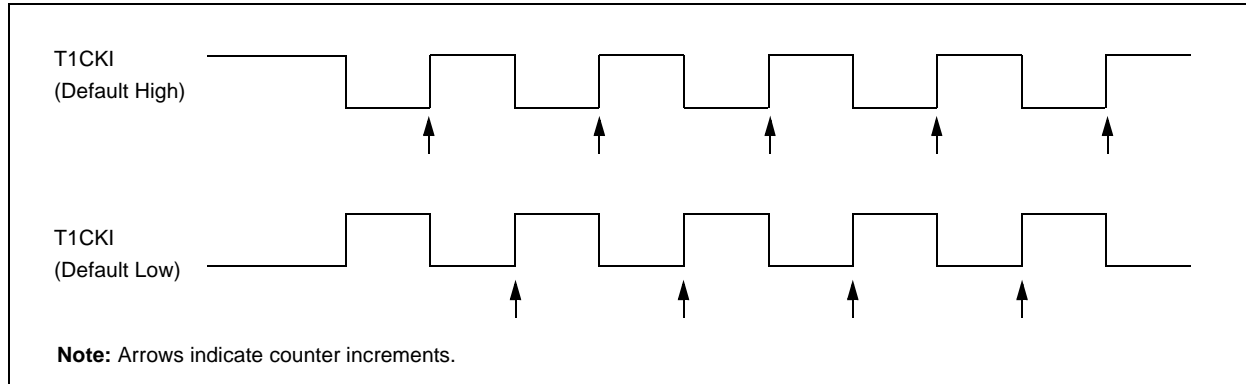 T1CKI
(Default High)
T1CKI
(Default Low)
Note: Arrows indicate counter increments.